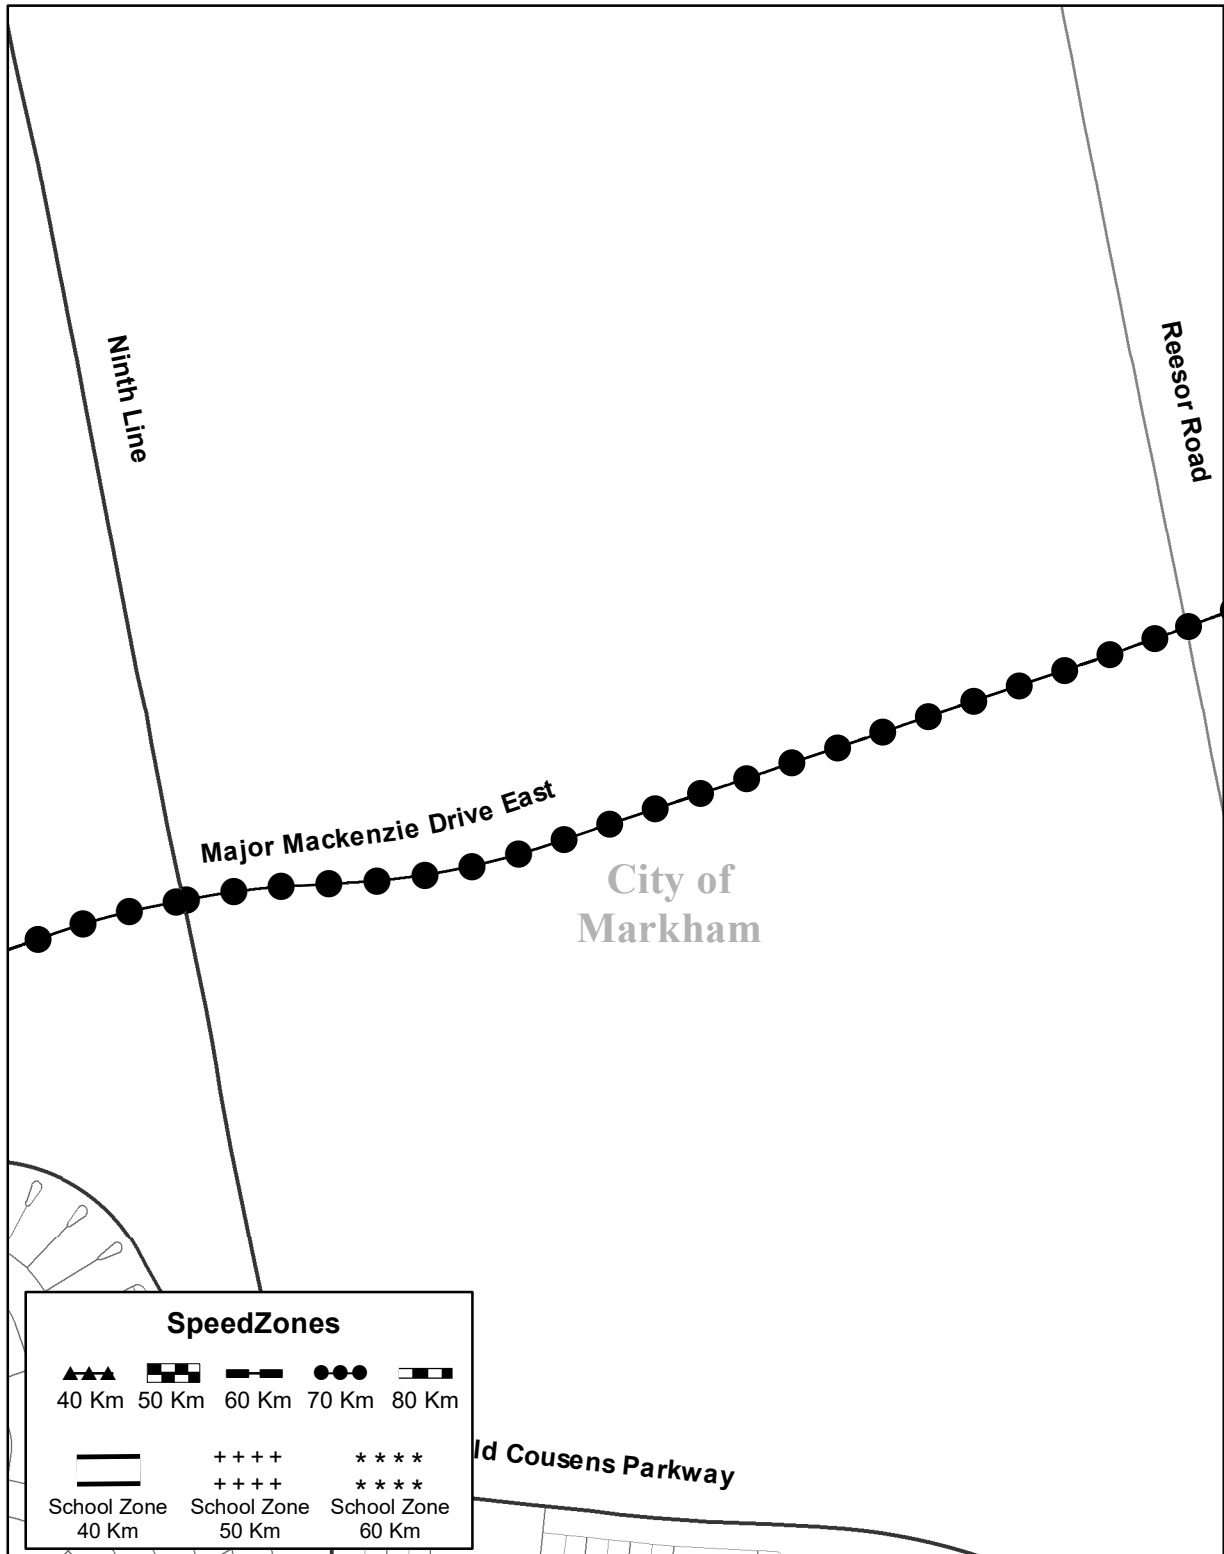 Ninth Line
Reesor Road
Major Mackenzie Drive East
City of
Markham
SpeedZones
40 Km 50 Km 60 Km 70 Km 80 Km
ld Cousens Parkway
++++ ****
++++ ****
School Zone School Zone School Zone
40 Km 50 Km 60 Km